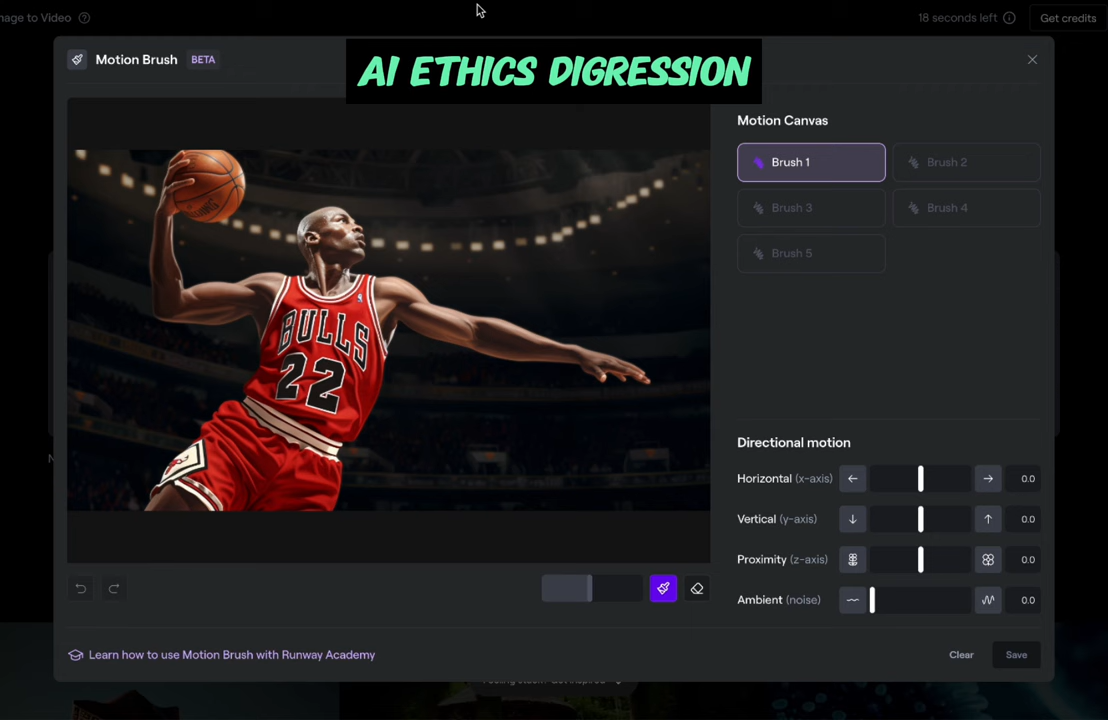 mage to Video
18 seconds left
Get credits
Motion Brush BETA
AI ETHICS DIGRESSION
Motion Canvas
Brush 1
Brush 2
Brush 3
Brush 4
Brush 5
BULLS
22
Directional motion
Horizontal (x-axis) 0.0
Vertical (y-axis) 0.0
Proximity (z-axis) 0.0
Ambient (noise) 0.0
Learn how to use Motion Brush with Runway Academy
Clear
Save